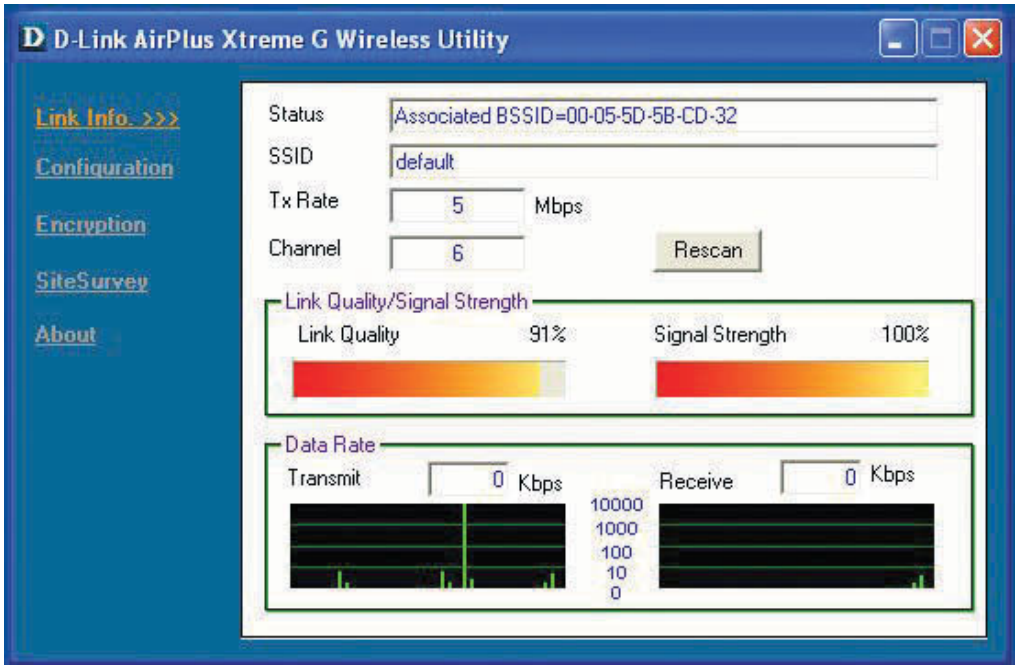 D D-Link AirPlus Xtreme G Wireless Utility
Link Info. >>>
Configuration
Encryption
SiteSurvey
About
Status Associated BSSID=00-05-5D-5B-CD-32
SSID default
Tx Rate 5 Mbps
Channel 6 Rescan
Link Quality/Signal Strength
Link Quality 91% Signal Strength 100%
Data Rate
Transmit 0 Kbps Receive 0 Kbps
10000
1000
100
10
0